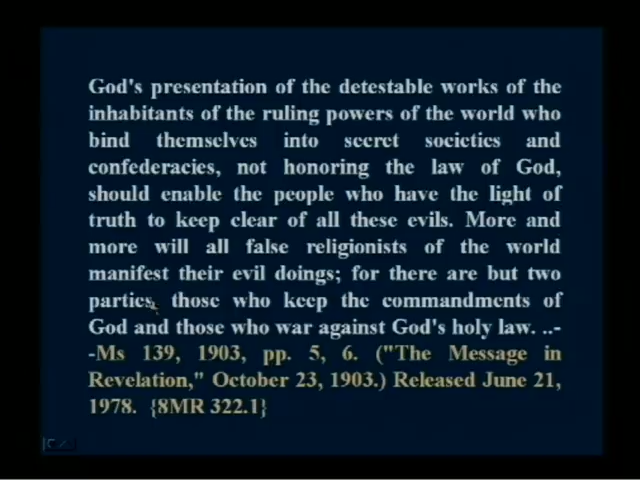 God's presentation of the detestable works of the
inhabitants of the ruling powers of the world who
bind themselves into secret societies and
confederacies, not honoring the law of God,
should enable the people who have the light of
truth to keep clear of all these evils. More and
more will all false religionists of the world
manifest their evil doings; for there are but two
parties, those who keep the commandments of
God and those who war against God's holy law. ..-
-Ms 139, 1903, pp. 5, 6. ("The Message in
Revelation," October 23, 1903.) Released June 21,
1978. {8MR 322.1}